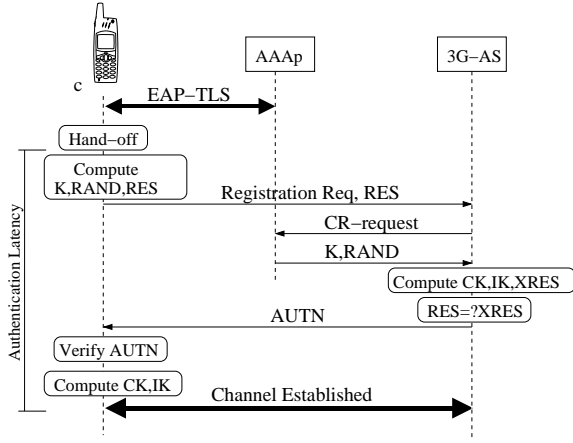 AAAp
3G−AS
c
EAP−TLS
Hand−off
Compute
K,RAND,RES
Registration Req, RES
CR−request
K,RAND
Compute CK,IK,XRES
RES=?XRES
AUTN
Verify AUTN
Compute CK,IK
Channel Established
Authentication Latency